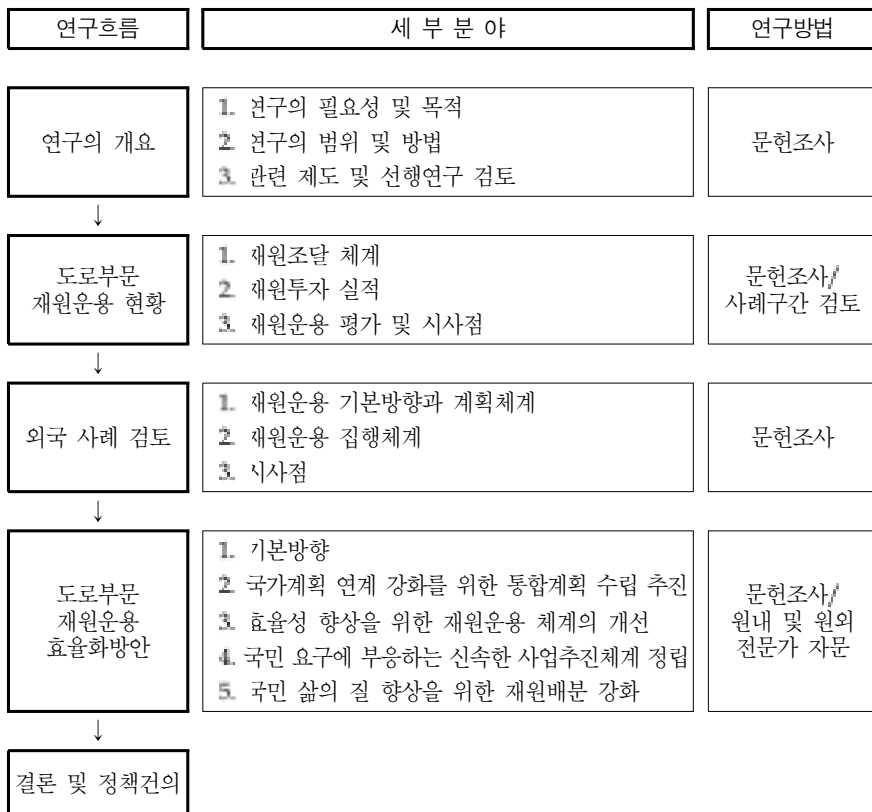 연구흐름
세 부 분 야
연구방법
연구의 개요
1. 연구의 필요성 및 목적
2. 연구의 범위 및 방법
3. 관련 제도 및 선행연구 검토
문헌조사
↓
도로부문
재원운용 현황
1. 재원조달 체계
2. 재원투자 실적
3. 재원운용 평가 및 시사점
문헌조사/
사례구간 검토
↓
외국 사례 검토
1. 재원운용 기본방향과 계획체계
2. 재원운용 집행체계
3. 시사점
문헌조사
↓
도로부문
재원운용
효율화방안
1. 기본방향
2. 국가계획 연계 강화를 위한 통합계획 수립 추진
3. 효율성 향상을 위한 재원운용 체계의 개선
4. 국민 요구에 부응하는 신속한 사업추진체계 정립
5. 국민 삶의 질 향상을 위한 재원배분 강화
문헌조사/
원내 및 원외
전문가 자문
↓
결론 및 정책건의